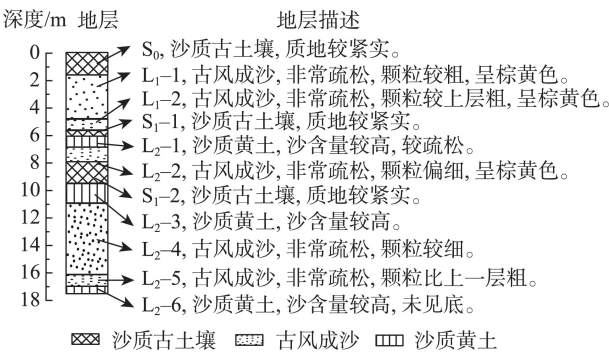 深度/m 地层 地层描述
0 S₀, 沙质古土壤, 质地较紧实。
2 L₁–1, 古风成沙, 非常疏松, 颗粒较粗, 呈棕黄色。
4 L₁–2, 古风成沙, 非常疏松, 颗粒较上层粗, 呈棕黄色。
S₁–1, 沙质古土壤, 质地较紧实。
6 L₂–1, 沙质黄土, 沙含量较高, 较疏松。
8 L₂–2, 古风成沙, 非常疏松, 颗粒偏细, 呈棕黄色。
10 S₁–2, 沙质古土壤, 质地较紧实。
12 L₂–3, 沙质黄土, 沙含量较高。
14 L₂–4, 古风成沙, 非常疏松, 颗粒较细。
16 L₂–5, 古风成沙, 非常疏松, 颗粒比上一层粗。
18 L₂–6, 沙质黄土, 沙含量较高, 未见底。
沙质古土壤 古风成沙 沙质黄土